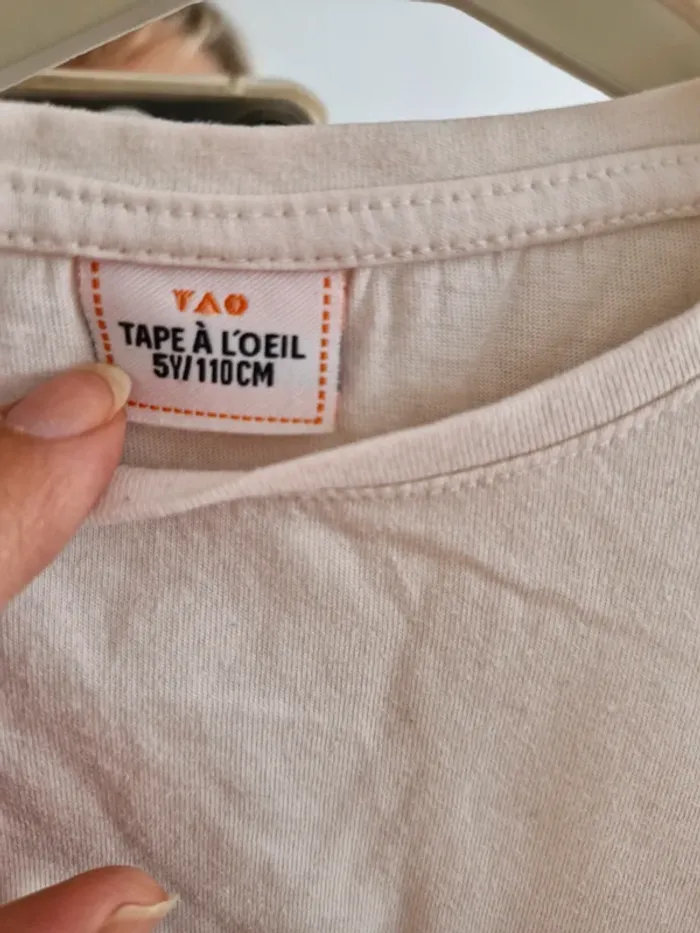 TAO
TAPE À L'OEIL
5Y/110CM